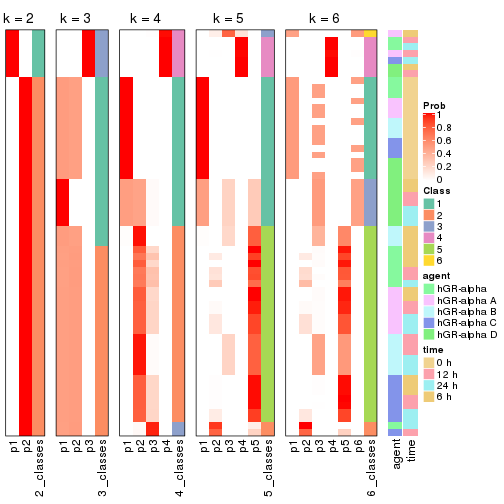 k = 2
k = 3
k = 4
k = 5
k = 6
p1
p2
2_classes
p1
p2
p3
3_classes
p1
p2
p3
p4
4_classes
p1
p2
p3
p4
p5
5_classes
p1
p2
p3
p4
p5
p6
6_classes
agent
time
Prob
1
0.8
0.6
0.4
0.2
0
Class
1
2
3
4
5
6
agent
hGR-alpha
hGR-alpha A
hGR-alpha B
hGR-alpha C
hGR-alpha D
time
0 h
12 h
24 h
6 h